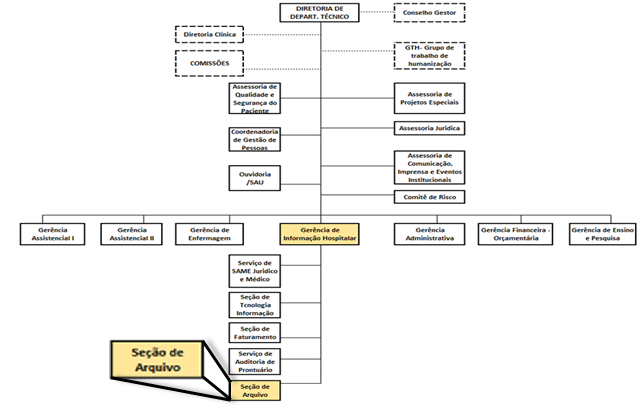 DIRETORIA DE
DEPART. TÉCNICO
Conselho Gestor
Diretoria Clínica
GTH- Grupo de
trabalho de
humanização
COMISSÕES
Assessoria de
Qualidade e
Segurança do
Paciente
Assessoria de
Projetos Especiais
Coordenadoria
de Gestão de
Pessoas
Assessoria Juridica
Assessoria de
Comunicação,
Imprensa e Eventos
Institucionais
Ouvidoria
/SAU
Comitê de Risco
Gerência
Assistencial I
Gerência
Assistencial II
Gerência de
Enfermagem
Gerência de
Informação Hospitalar
Gerência
Administrativa
Gerência Financeira -
Orçamentária
Gerência de Ensino
e Pesquisa
Serviço de
SAME Juridico
e Médico
Seção de
Tcnologia
Informação
Seção de
Faturamento
Serviço de
Auditoria de
Prontuário
Seção de
Arquivo
Seção de
Arquivo